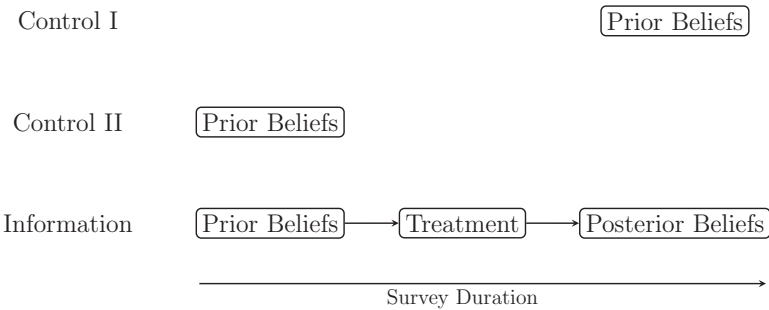 Control I Prior Beliefs
Control II Prior Beliefs
Information Prior Beliefs Treatment Posterior Beliefs
Survey Duration